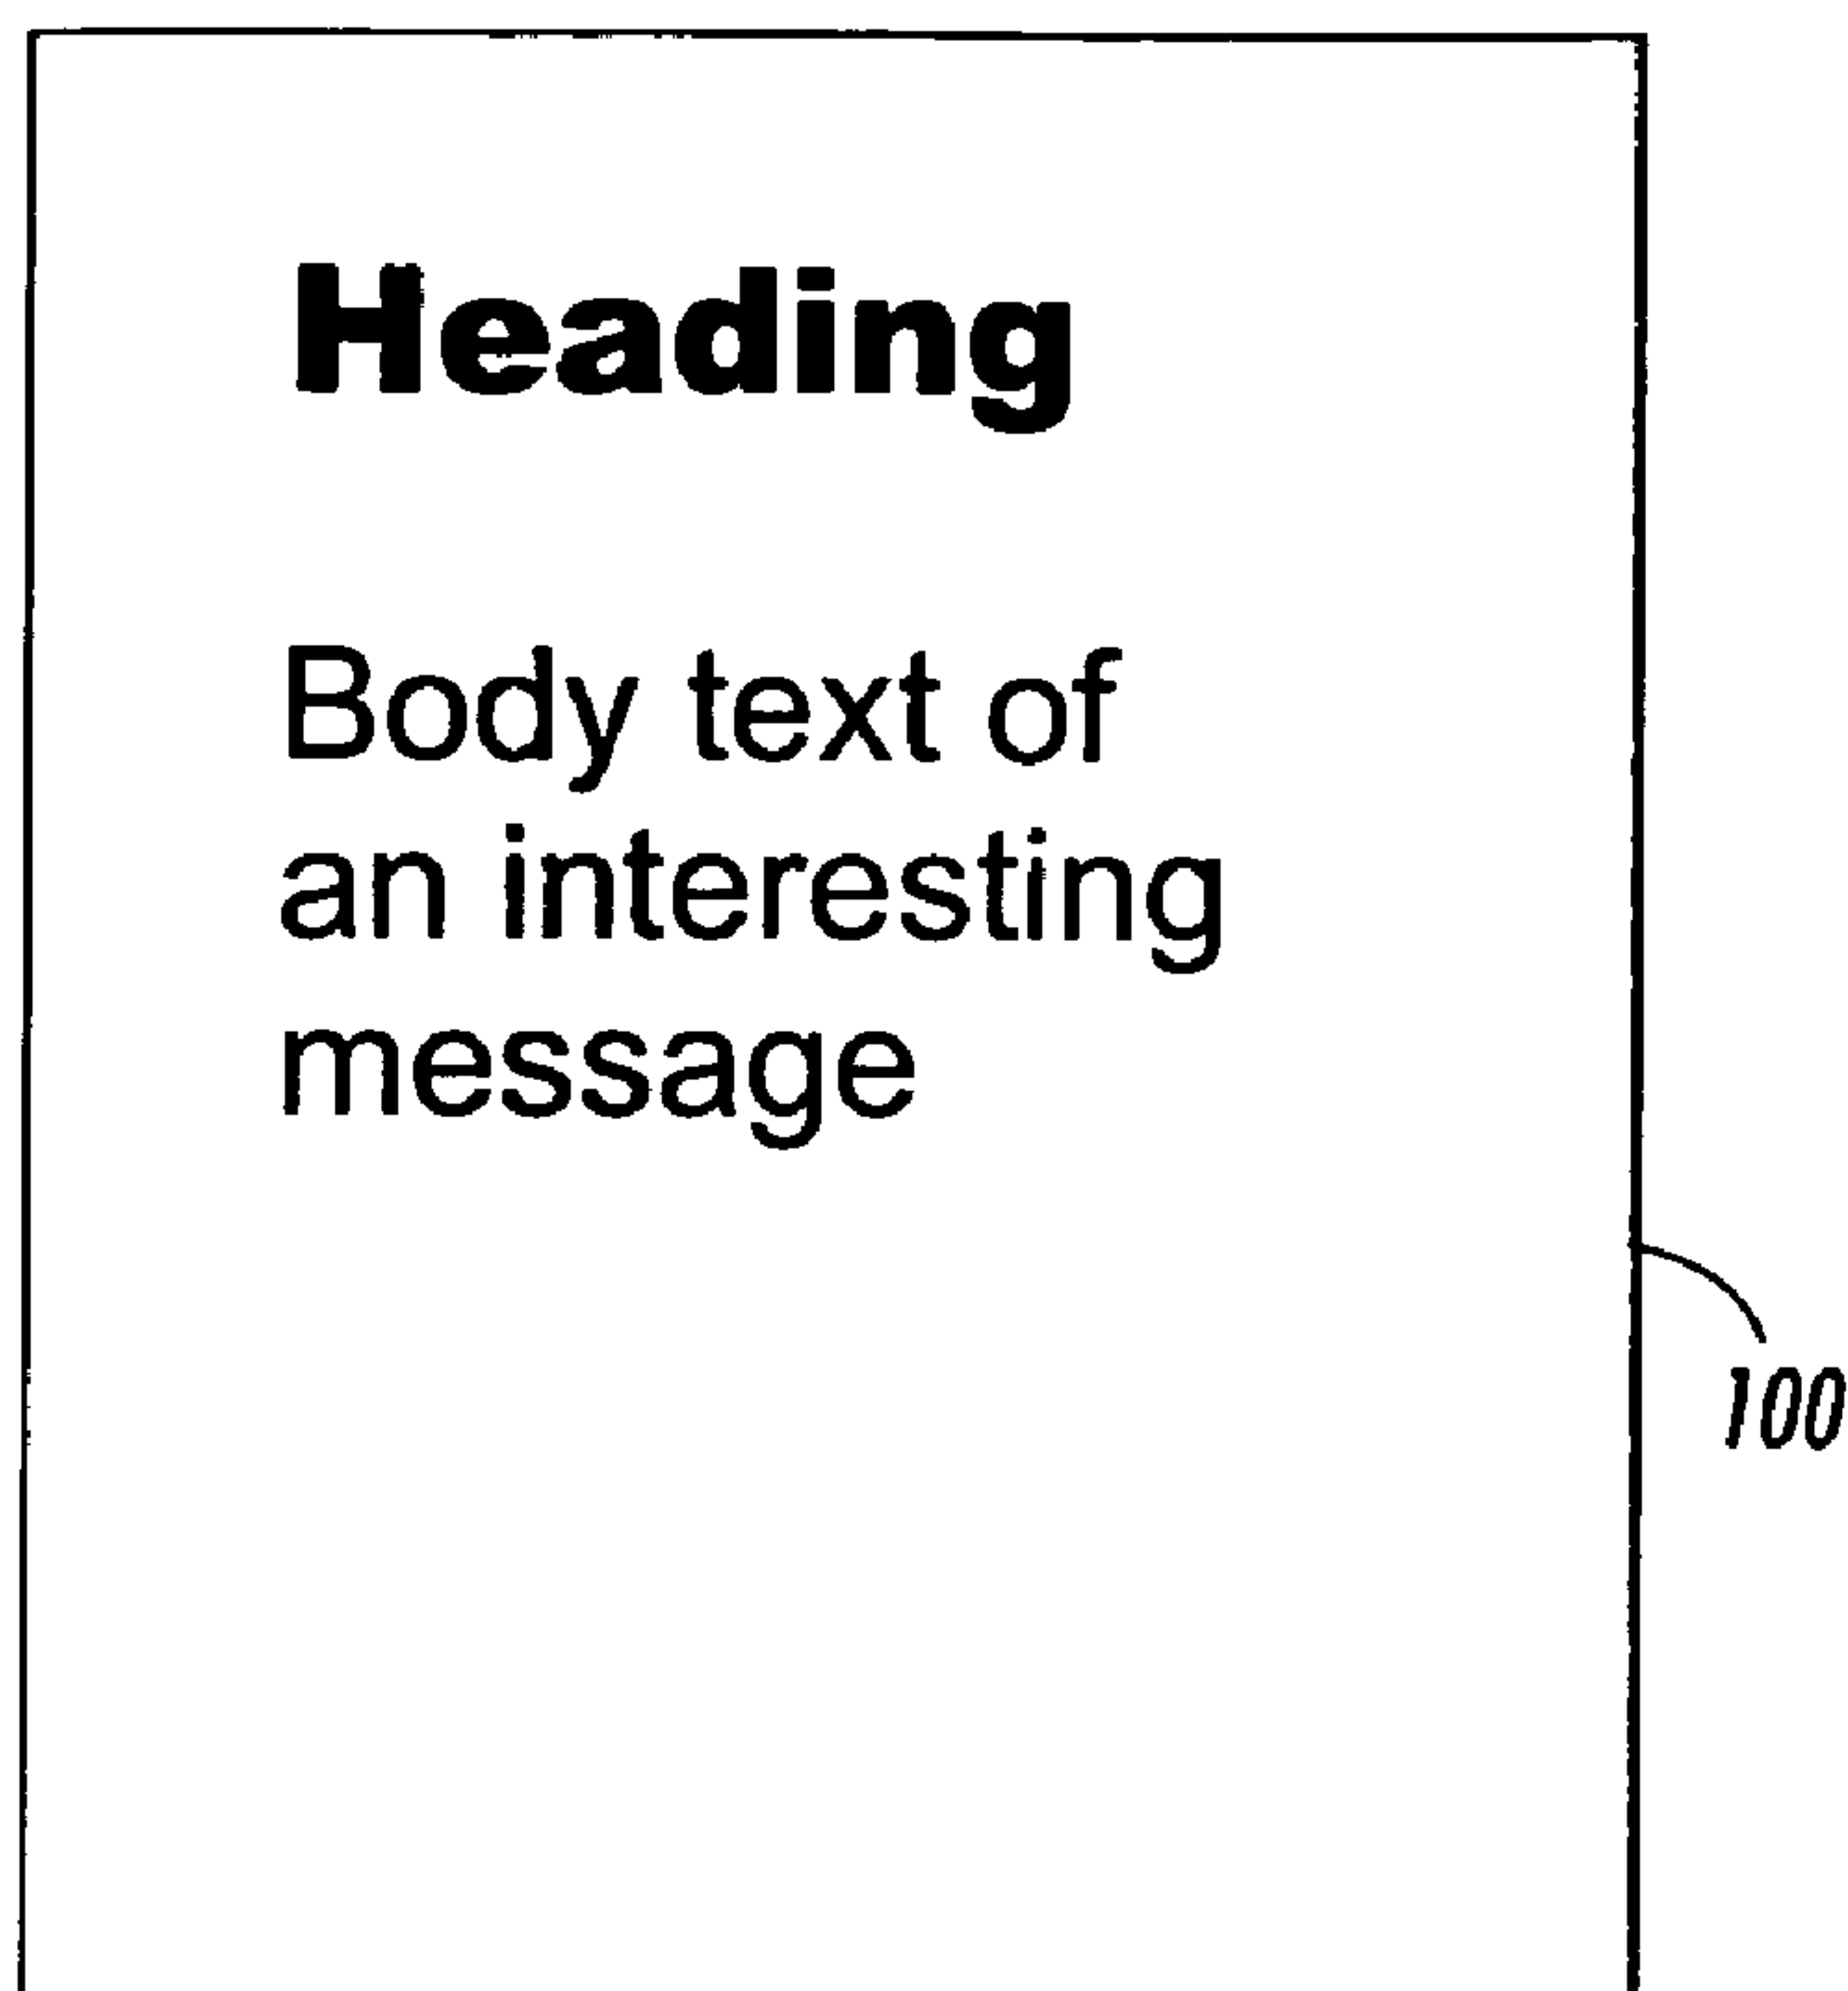 Heading
Body text of
an interesting
message
100